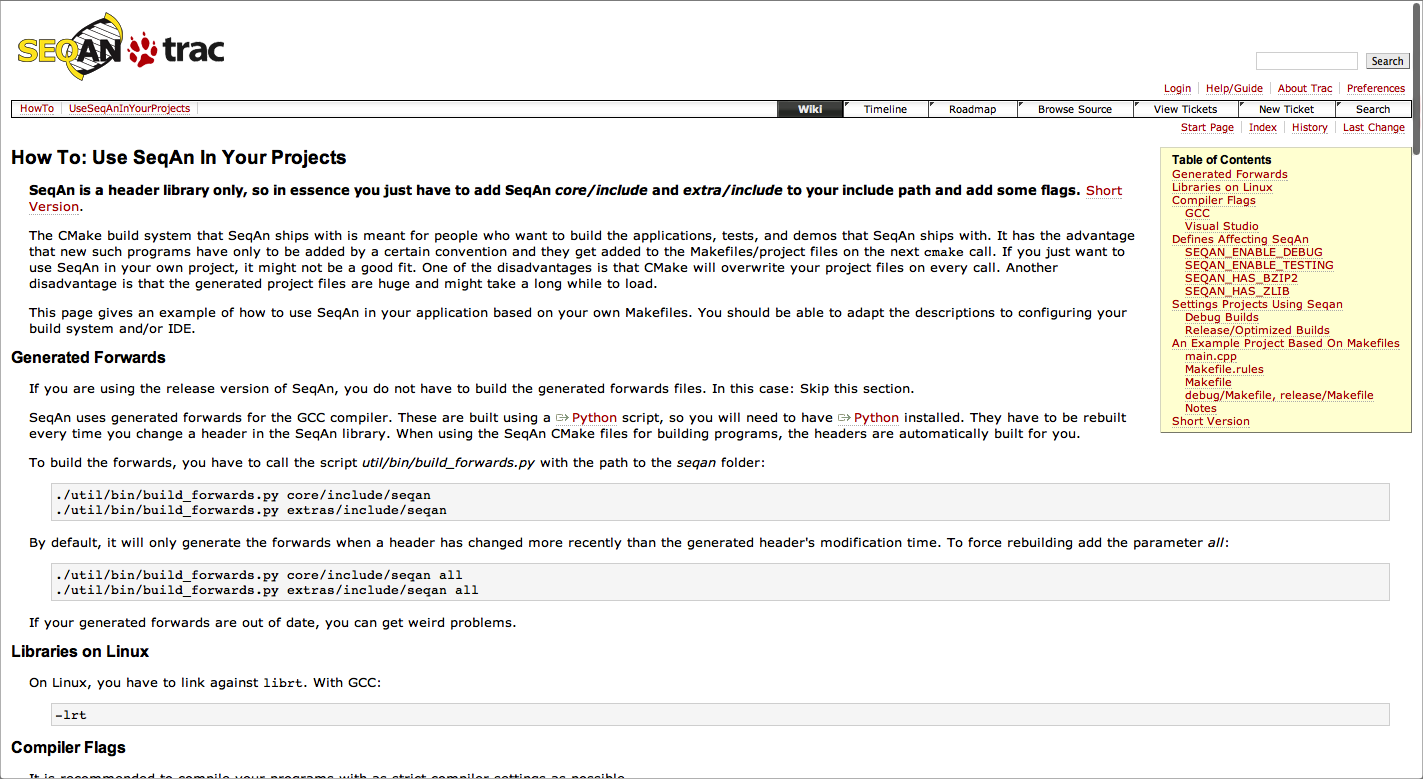 SEQAN trac
Search
Login Help/Guide About Trac Preferences
HowTo UseSeqAnInYourProjects Wiki Timeline Roadmap Browse Source View Tickets New Ticket Search
Start Page Index History Last Change
How To: Use SeqAn In Your Projects
SeqAn is a header library only, so in essence you just have to add SeqAn core/include and extra/include to your include path and add some flags. Short
Version.
The CMake build system that SeqAn ships with is meant for people who want to build the applications, tests, and demos that SeqAn ships with. It has the advantage
that new such programs have only to be added by a certain convention and they get added to the Makefiles/project files on the next cmake call. If you just want to
use SeqAn in your own project, it might not be a good fit. One of the disadvantages is that CMake will overwrite your project files on every call. Another
disadvantage is that the generated project files are huge and might take a long while to load.
This page gives an example of how to use SeqAn in your application based on your own Makefiles. You should be able to adapt the descriptions to configuring your
build system and/or IDE.
Table of Contents
Generated Forwards
Libraries on Linux
Compiler Flags
GCC
Visual Studio
Defines Affecting SeqAn
SEQAN_ENABLE_DEBUG
SEQAN_ENABLE_TESTING
SEQAN_HAS_BZIP2
SEQAN_HAS_ZLIB
Settings Projects Using Seqan
Debug Builds
Release/Optimized Builds
An Example Project Based On Makefiles
main.cpp
Makefile.rules
Makefile
debug/Makefile, release/Makefile
Notes
Short Version
Generated Forwards
If you are using the release version of SeqAn, you do not have to build the generated forwards files. In this case: Skip this section.
SeqAn uses generated forwards for the GCC compiler. These are built using a Python script, so you will need to have Python installed. They have to be rebuilt
every time you change a header in the SeqAn library. When using the SeqAn CMake files for building programs, the headers are automatically built for you.
To build the forwards, you have to call the script util/bin/build_forwards.py with the path to the seqan folder:
./util/bin/build_forwards.py core/include/seqan
./util/bin/build_forwards.py extras/include/seqan
By default, it will only generate the forwards when a header has changed more recently than the generated header's modification time. To force rebuilding add the parameter all:
./util/bin/build_forwards.py core/include/seqan all
./util/bin/build_forwards.py extras/include/seqan all
If your generated forwards are out of date, you can get weird problems.
Libraries on Linux
On Linux, you have to link against librt. With GCC:
-lrt
Compiler Flags
It is recommended to compile your programs with as strict compiler settings as possible